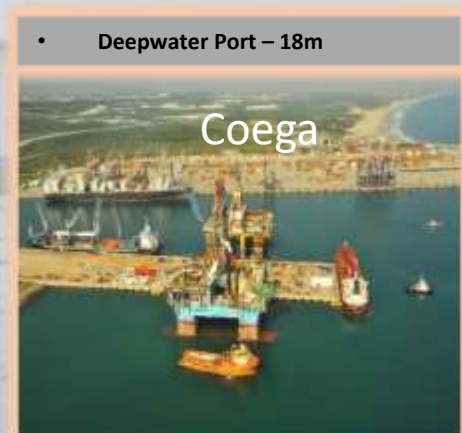 • Deepwater Port – 18m
Coega